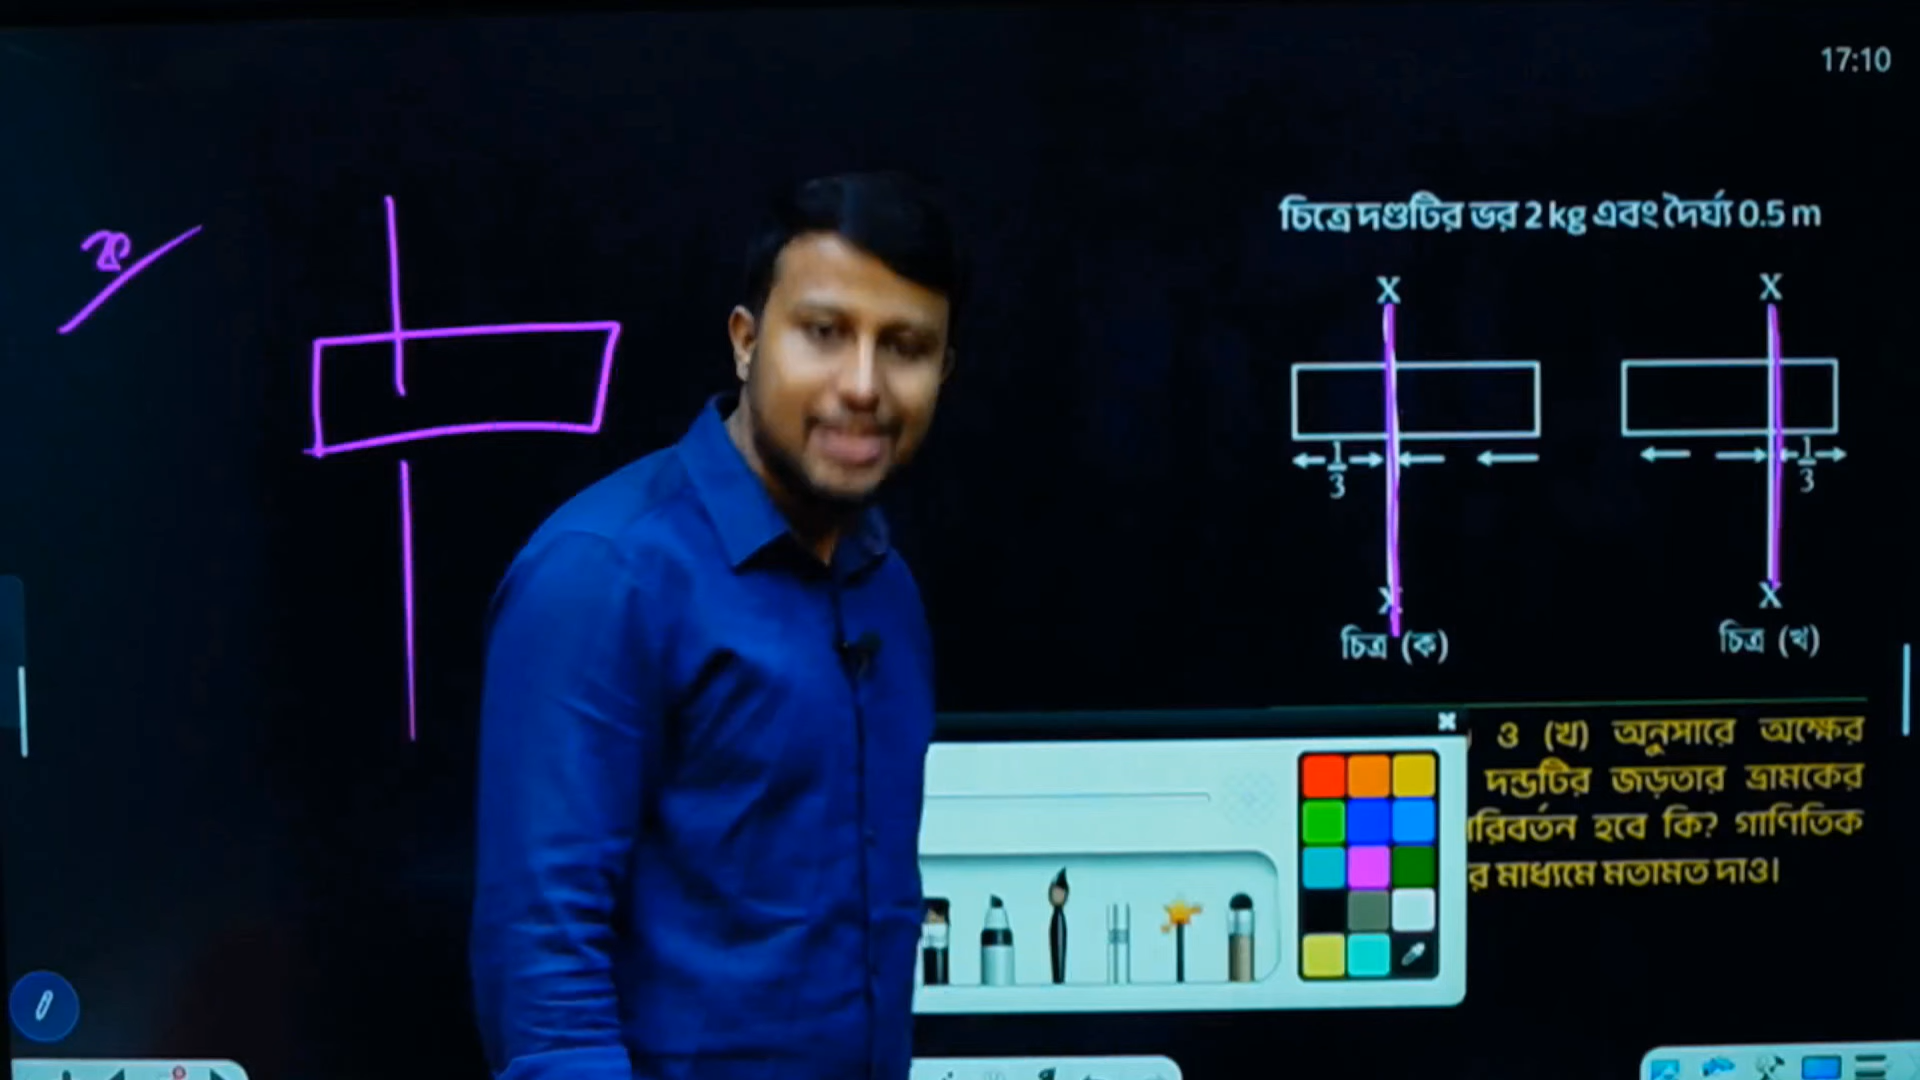 17:10
ক
চিত্রে দণ্ডটির ভর 2 kg এবং দৈর্ঘ্য 0.5 m
X X
1/3 1/3
X X
চিত্র (ক) চিত্র (খ)
ও (খ) অনুসারে অক্ষের
দন্ডটির জড়তার ভ্রামকের
রিবর্তন হবে কি? গাণিতিক
র মাধ্যমে মতামত দাও।